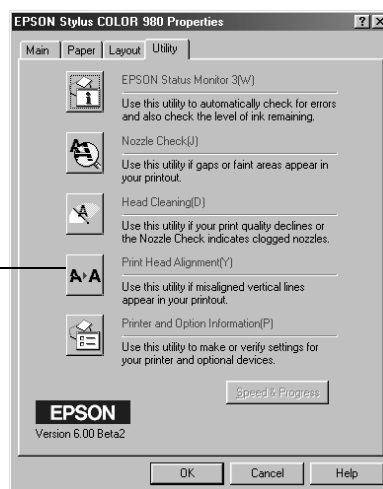 EPSON Stylus COLOR 980 Properties
Main Paper Layout Utility
EPSON Status Monitor 3(W)
Use this utility to automatically check for errors
and also check the level of ink remaining.
Nozzle Check(J)
Use this utility if gaps or faint areas appear in
your printout.
Head Cleaning(D)
Use this utility if your print quality declines or
the Nozzle Check indicates clogged nozzles.
Print Head Alignment(Y)
A A
Use this utility if misaligned vertical lines
appear in your printout.
Printer and Option Information(P)
Use this utility to make or verify settings for
your printer and optional devices.
Speed & Progress
EPSON
Version 6.00 Beta2
OK Cancel Help